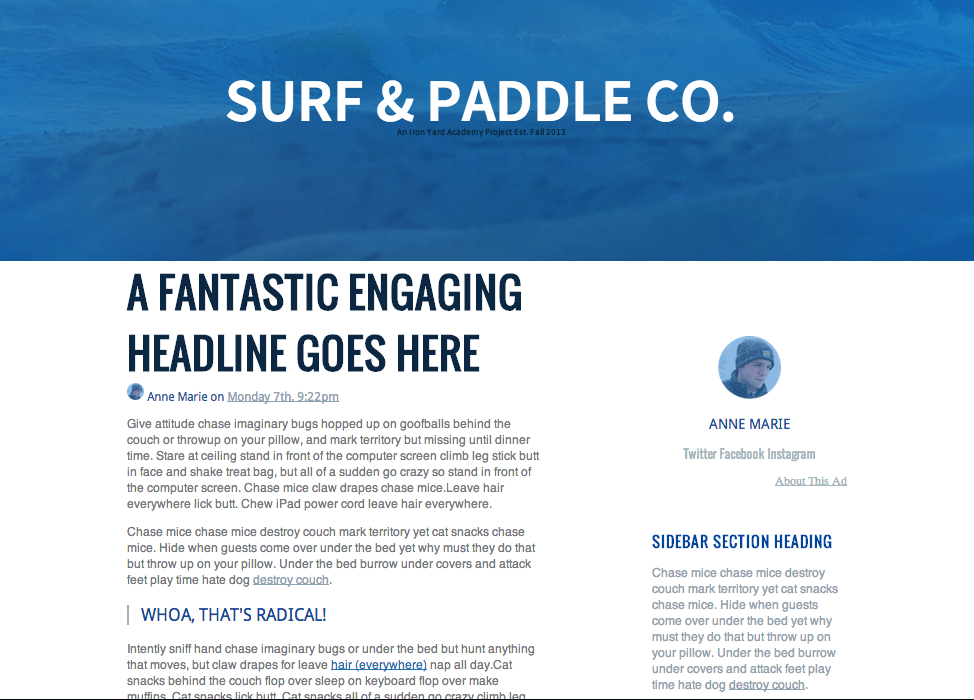 SURF & PADDLE CO.
An Iron Yard Academy Project Est. Fall 2013
A FANTASTIC ENGAGING
HEADLINE GOES HERE
Anne Marie on Monday 7th, 9:22pm
Give attitude chase imaginary bugs hopped up on goofballs behind the
couch or throwup on your pillow, and mark territory but missing until dinner
time. Stare at ceiling stand in front of the computer screen climb leg stick butt
in face and shake treat bag, but all of a sudden go crazy so stand in front of
the computer screen. Chase mice claw drapes chase mice.Leave hair
everywhere lick butt. Chew iPad power cord leave hair everywhere.
Chase mice chase mice destroy couch mark territory yet cat snacks chase
mice. Hide when guests come over under the bed yet why must they do that
but throw up on your pillow. Under the bed burrow under covers and attack
feet play time hate dog destroy couch.
WHOA, THAT'S RADICAL!
Intently sniff hand chase imaginary bugs or under the bed but hunt anything
that moves, but claw drapes for leave hair (everywhere) nap all day.Cat
snacks behind the couch flop over sleep on keyboard flop over make
muffins. Cat snacks lick butt. Cat snacks all of a sudden go crazy climb leg
ANNE MARIE
Twitter Facebook Instagram
About This Ad
SIDEBAR SECTION HEADING
Chase mice chase mice destroy
couch mark territory yet cat snacks
chase mice. Hide when guests
come over under the bed yet why
must they do that but throw up on
your pillow. Under the bed burrow
under covers and attack feet play
time hate dog destroy couch.